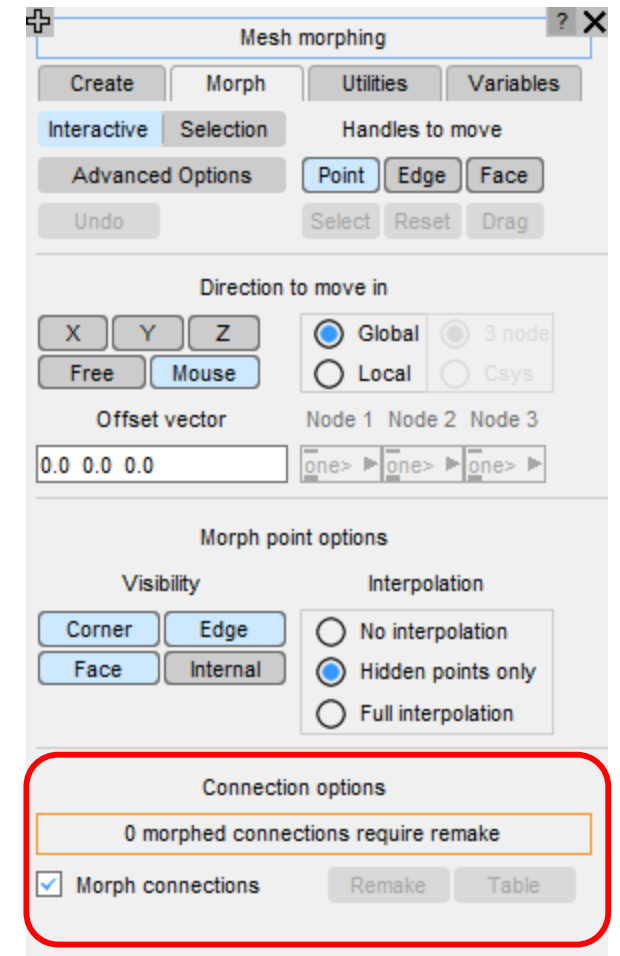 ?
Mesh morphing
Create Morph Utilities Variables
Interactive Selection Handles to move
Advanced Options Point Edge Face
Undo Select Reset Drag
Direction to move in
X Y Z Global 3 node
Free Mouse Local Csys
Offset vector Node 1 Node 2 Node 3
0.0 0.0 0.0 one> one> one>
Morph point options
Visibility Interpolation
Corner Edge No interpolation
Face Internal Hidden points only
Full interpolation
Connection options
0 morphed connections require remake
Morph connections Remake Table